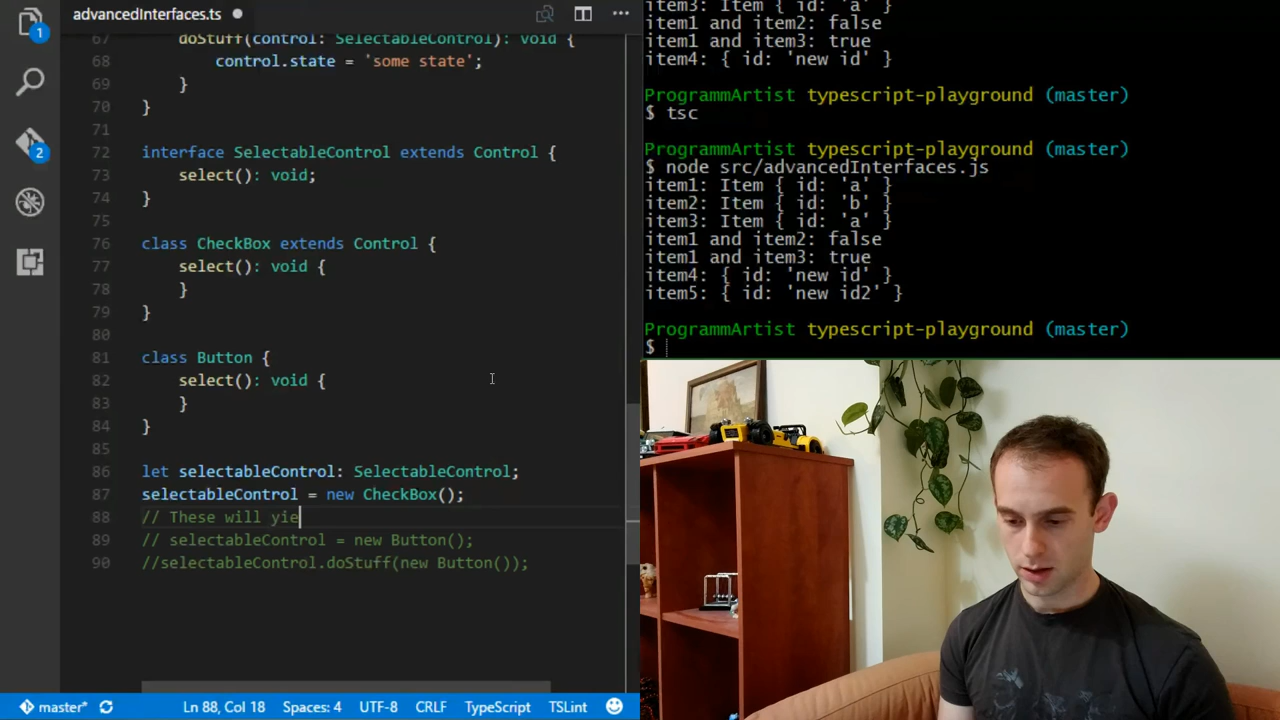 advancedInterfaces.ts
67 doStuff(control: SelectableControl): void {
68 control.state = 'some state';
69 }
70 }
71
72 interface SelectableControl extends Control {
73 select(): void;
74 }
75
76 class CheckBox extends Control {
77 select(): void {
78 }
79 }
80
81 class Button {
82 select(): void {
83 }
84 }
85
86 let selectableControl: SelectableControl;
87 selectableControl = new CheckBox();
88 // These will yie
89 // selectableControl = new Button();
90 //selectableControl.doStuff(new Button());
1
2
master* Ln 88, Col 18 Spaces: 4 UTF-8 CRLF TypeScript TSLint
item3: Item { id: 'a' }
item1 and item2: false
item1 and item3: true
item4: { id: 'new id' }
ProgrammArtist typescript-playground (master)
$ tsc
ProgrammArtist typescript-playground (master)
$ node src/advancedInterfaces.js
item1: Item { id: 'a' }
item2: Item { id: 'b' }
item3: Item { id: 'a' }
item1 and item2: false
item1 and item3: true
item4: { id: 'new id' }
item5: { id: 'new id2' }
ProgrammArtist typescript-playground (master)
$